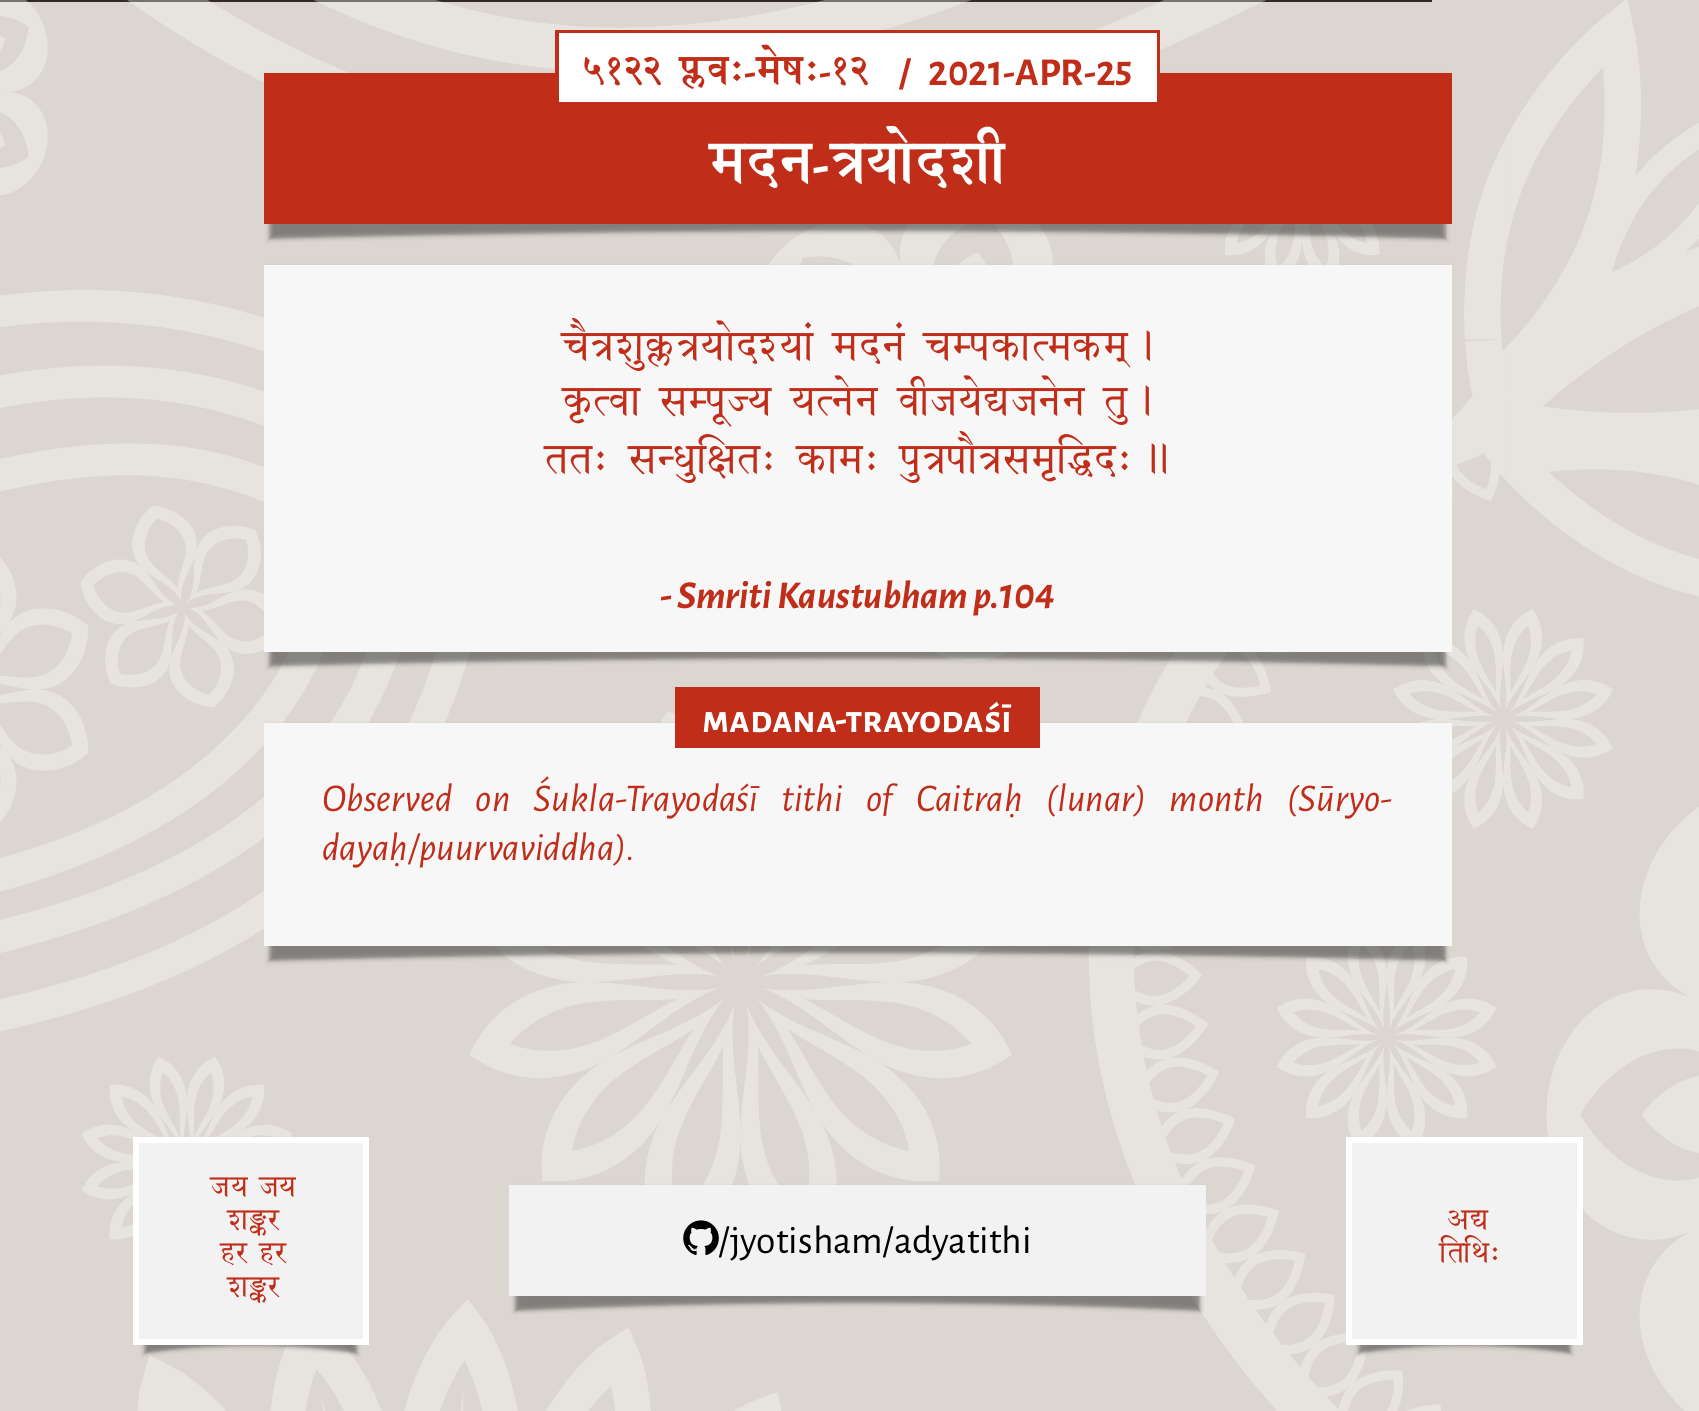 ५१२२ प्लवः-मेषः-१२ / 2021-APR-25
मदन-त्रयोदशी
चैत्रशुक्लत्रयोदश्यां मदनं चम्पकात्मकम् ।
कृत्वा सम्पूज्य यत्नेन वीजयेद्यजनेन तु ।
ततः सन्धुक्षितः कामः पुत्रपौत्रसमृद्धिदः ॥
- Smriti Kaustubham p.104
MADANA-TRAYODAŚĪ
Observed on Śukla-Trayodaśī tithi of Caitraḥ (lunar) month (Sūryo-
dayaḥ/puurvaviddha).
जय जय
शङ्कर
हर हर
शङ्कर
/jyotisham/adyatithi
अद्य
तिथिः